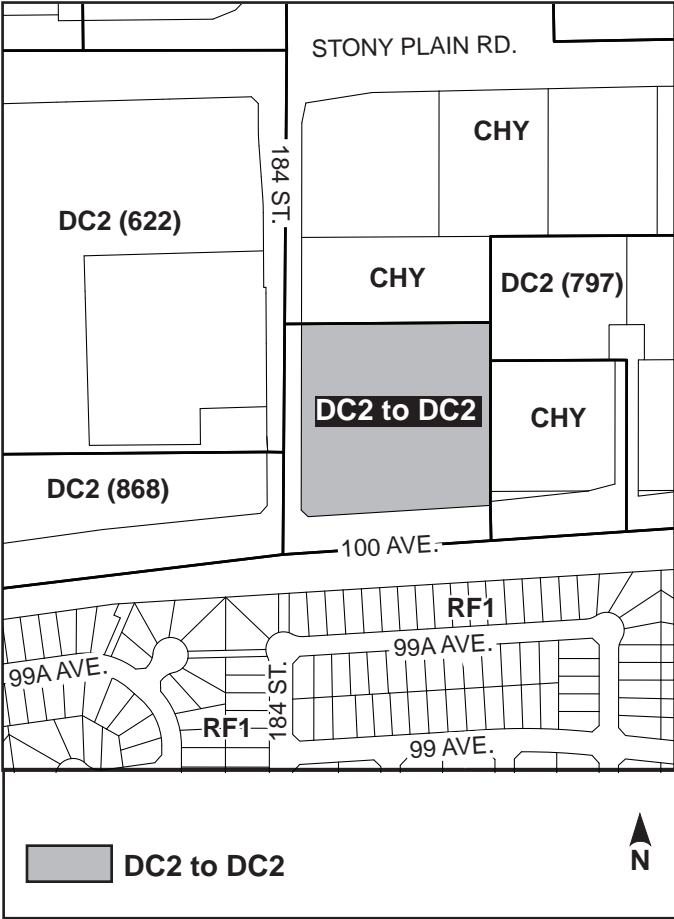 STONY PLAIN RD.
CHY
184 ST.
DC2 (622)
CHY
DC2 (797)
DC2 to DC2
CHY
DC2 (868)
100 AVE.
RF1
99A AVE.
99A AVE.
184 ST.
RF1
99 AVE.
DC2 to DC2
N